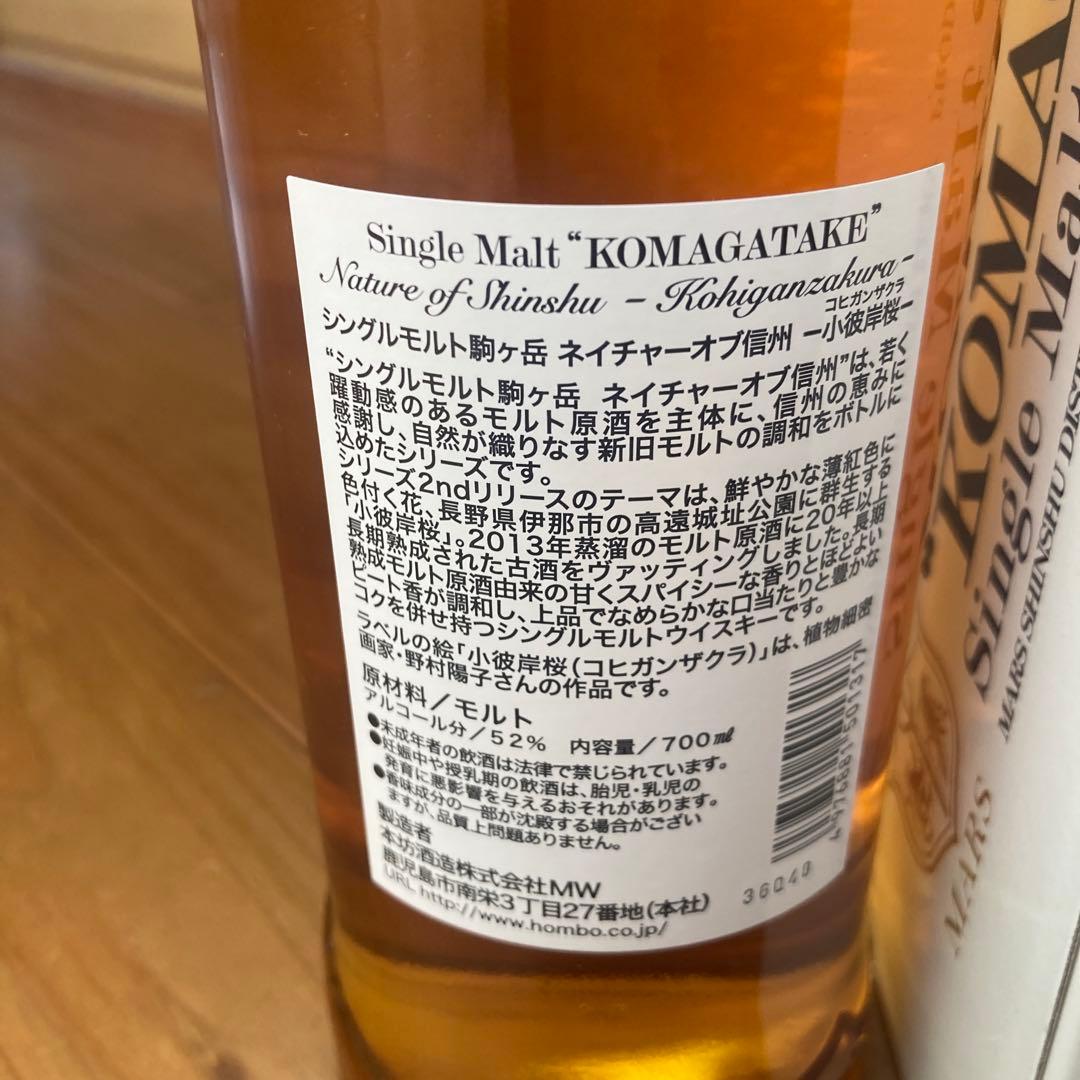 Single Malt “KOMAGATAKE”
Nature of Shinshu - Kohiganzakura-
コヒガンザクラ
シングルモルト駒ヶ岳 ネイチャーオブ信州 ー小彼岸桜ー
“シングルモルト駒ヶ岳 ネイチャーオブ信州”は、若く
躍動感のあるモルト原酒を主体に、信州の恵みに
感謝し、自然が織りなす新旧モルトの調和をボトルに
込めたシリーズです。
シリーズ2ndリリースのテーマは、鮮やかな薄紅色に
色付く花、長野県伊那市の高遠城址公園に群生する
「小彼岸桜」。2013年蒸溜のモルト原酒に20年以上
長期熟成された古酒をヴァッティングしました。長期
熟成モルト原酒由来の甘くスパイシーな香りとほどよい
ピート香が調和し、上品でなめらかな口当たりと豊かな
コクを併せ持つシングルモルトウイスキーです。
ラベルの絵「小彼岸桜(コヒガンザクラ)」は、植物細密
画家・野村陽子さんの作品です。
原材料/モルト
アルコール分/52% 内容量/700㎖
●未成年者の飲酒は法律で禁じられています。
●妊娠中や授乳期の飲酒は、胎児・乳児の
発育に悪影響を与えるおそれがあります。
●香味成分の一部が沈殿する場合がござい
ますが、品質上問題ありません。
製造者
本坊酒造株式会社MW
鹿児島市南栄3丁目27番地(本社)
URL http://www.hombo.co.jp/
4 976881 501317
36040
“KOMA
Single Malt
MARS SHINSHU DIST
MARS